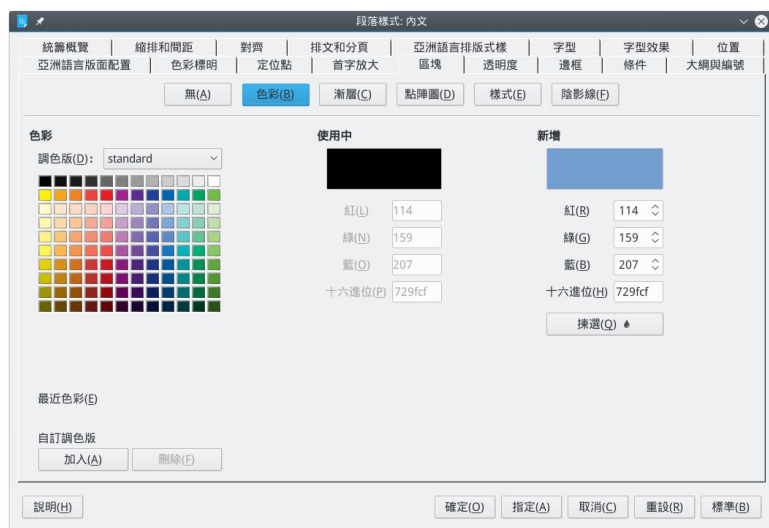 段落樣式: 內文
統籌概覽 縮排和間距 對齊 排文和分頁 亞洲語言排版式樣 字型 字型效果 位置
亞洲語言版面配置 色彩標明 定位點 首字放大 區塊 透明度 邊框 條件 大綱與編號
無(A) 色彩(B) 漸層(C) 點陣圖(D) 樣式(E) 陰影線(F)
色彩 使用中 新增
調色版(D): standard
紅(L) 114 紅(R) 114
綠(N) 159 綠(G) 159
藍(O) 207 藍(B) 207
十六進位(P) 729fcf 十六進位(H) 729fcf
揀選(Q)
最近色彩(E)
自訂調色版
加入(A) 刪除(F)
說明(H) 確定(O) 指定(A) 取消(C) 重設(R) 標準(B)